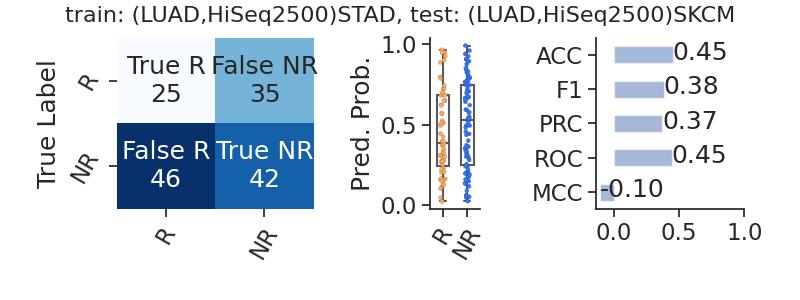 train: (LUAD,HiSeq2500)STAD, test: (LUAD,HiSeq2500)SKCM
True Label
R
NR
True R
25
False NR
35
False R
46
True NR
42
R
NR
Pred. Prob.
1.0
0.5
0.0
R
NR
ACC
0.45
F1
0.38
PRC
0.37
ROC
0.45
MCC
-0.10
0.0
0.5
1.0